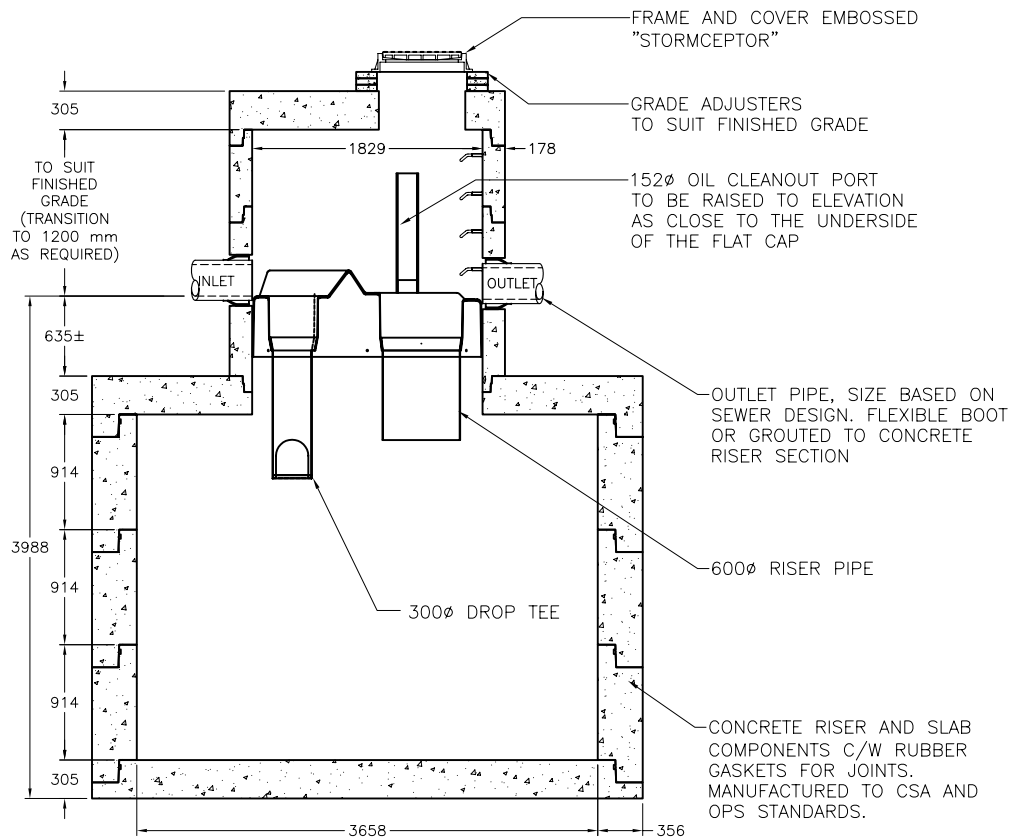 FRAME AND COVER EMBOSSED
"STORMCEPTOR"
305
GRADE ADJUSTERS
TO SUIT FINISHED GRADE
1829
178
TO SUIT
FINISHED
GRADE
(TRANSITION
TO 1200 mm
AS REQUIRED)
152ø OIL CLEANOUT PORT
TO BE RAISED TO ELEVATION
AS CLOSE TO THE UNDERSIDE
OF THE FLAT CAP
INLET
OUTLET
635±
305
OUTLET PIPE, SIZE BASED ON
SEWER DESIGN. FLEXIBLE BOOT
OR GROUTED TO CONCRETE
RISER SECTION
914
3988
914
600ø RISER PIPE
300ø DROP TEE
914
CONCRETE RISER AND SLAB
COMPONENTS C/W RUBBER
GASKETS FOR JOINTS.
MANUFACTURED TO CSA AND
OPS STANDARDS.
305
3658
356